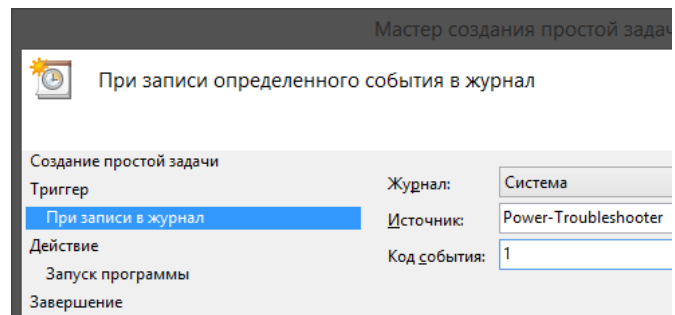 Мастер создания простой задач
При записи определенного события в журнал
Создание простой задачи
Триггер
При записи в журнал
Действие
Запуск программы
Завершение
Журнал: Система
Источник: Power-Troubleshooter
Код события: 1